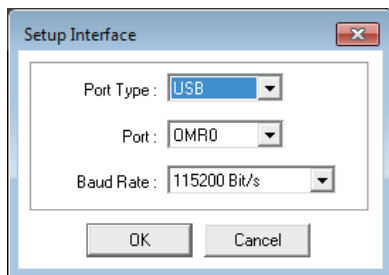 Setup Interface
Port Type : USB
Port : OMR0
Baud Rate : 115200 Bit/s
OK Cancel